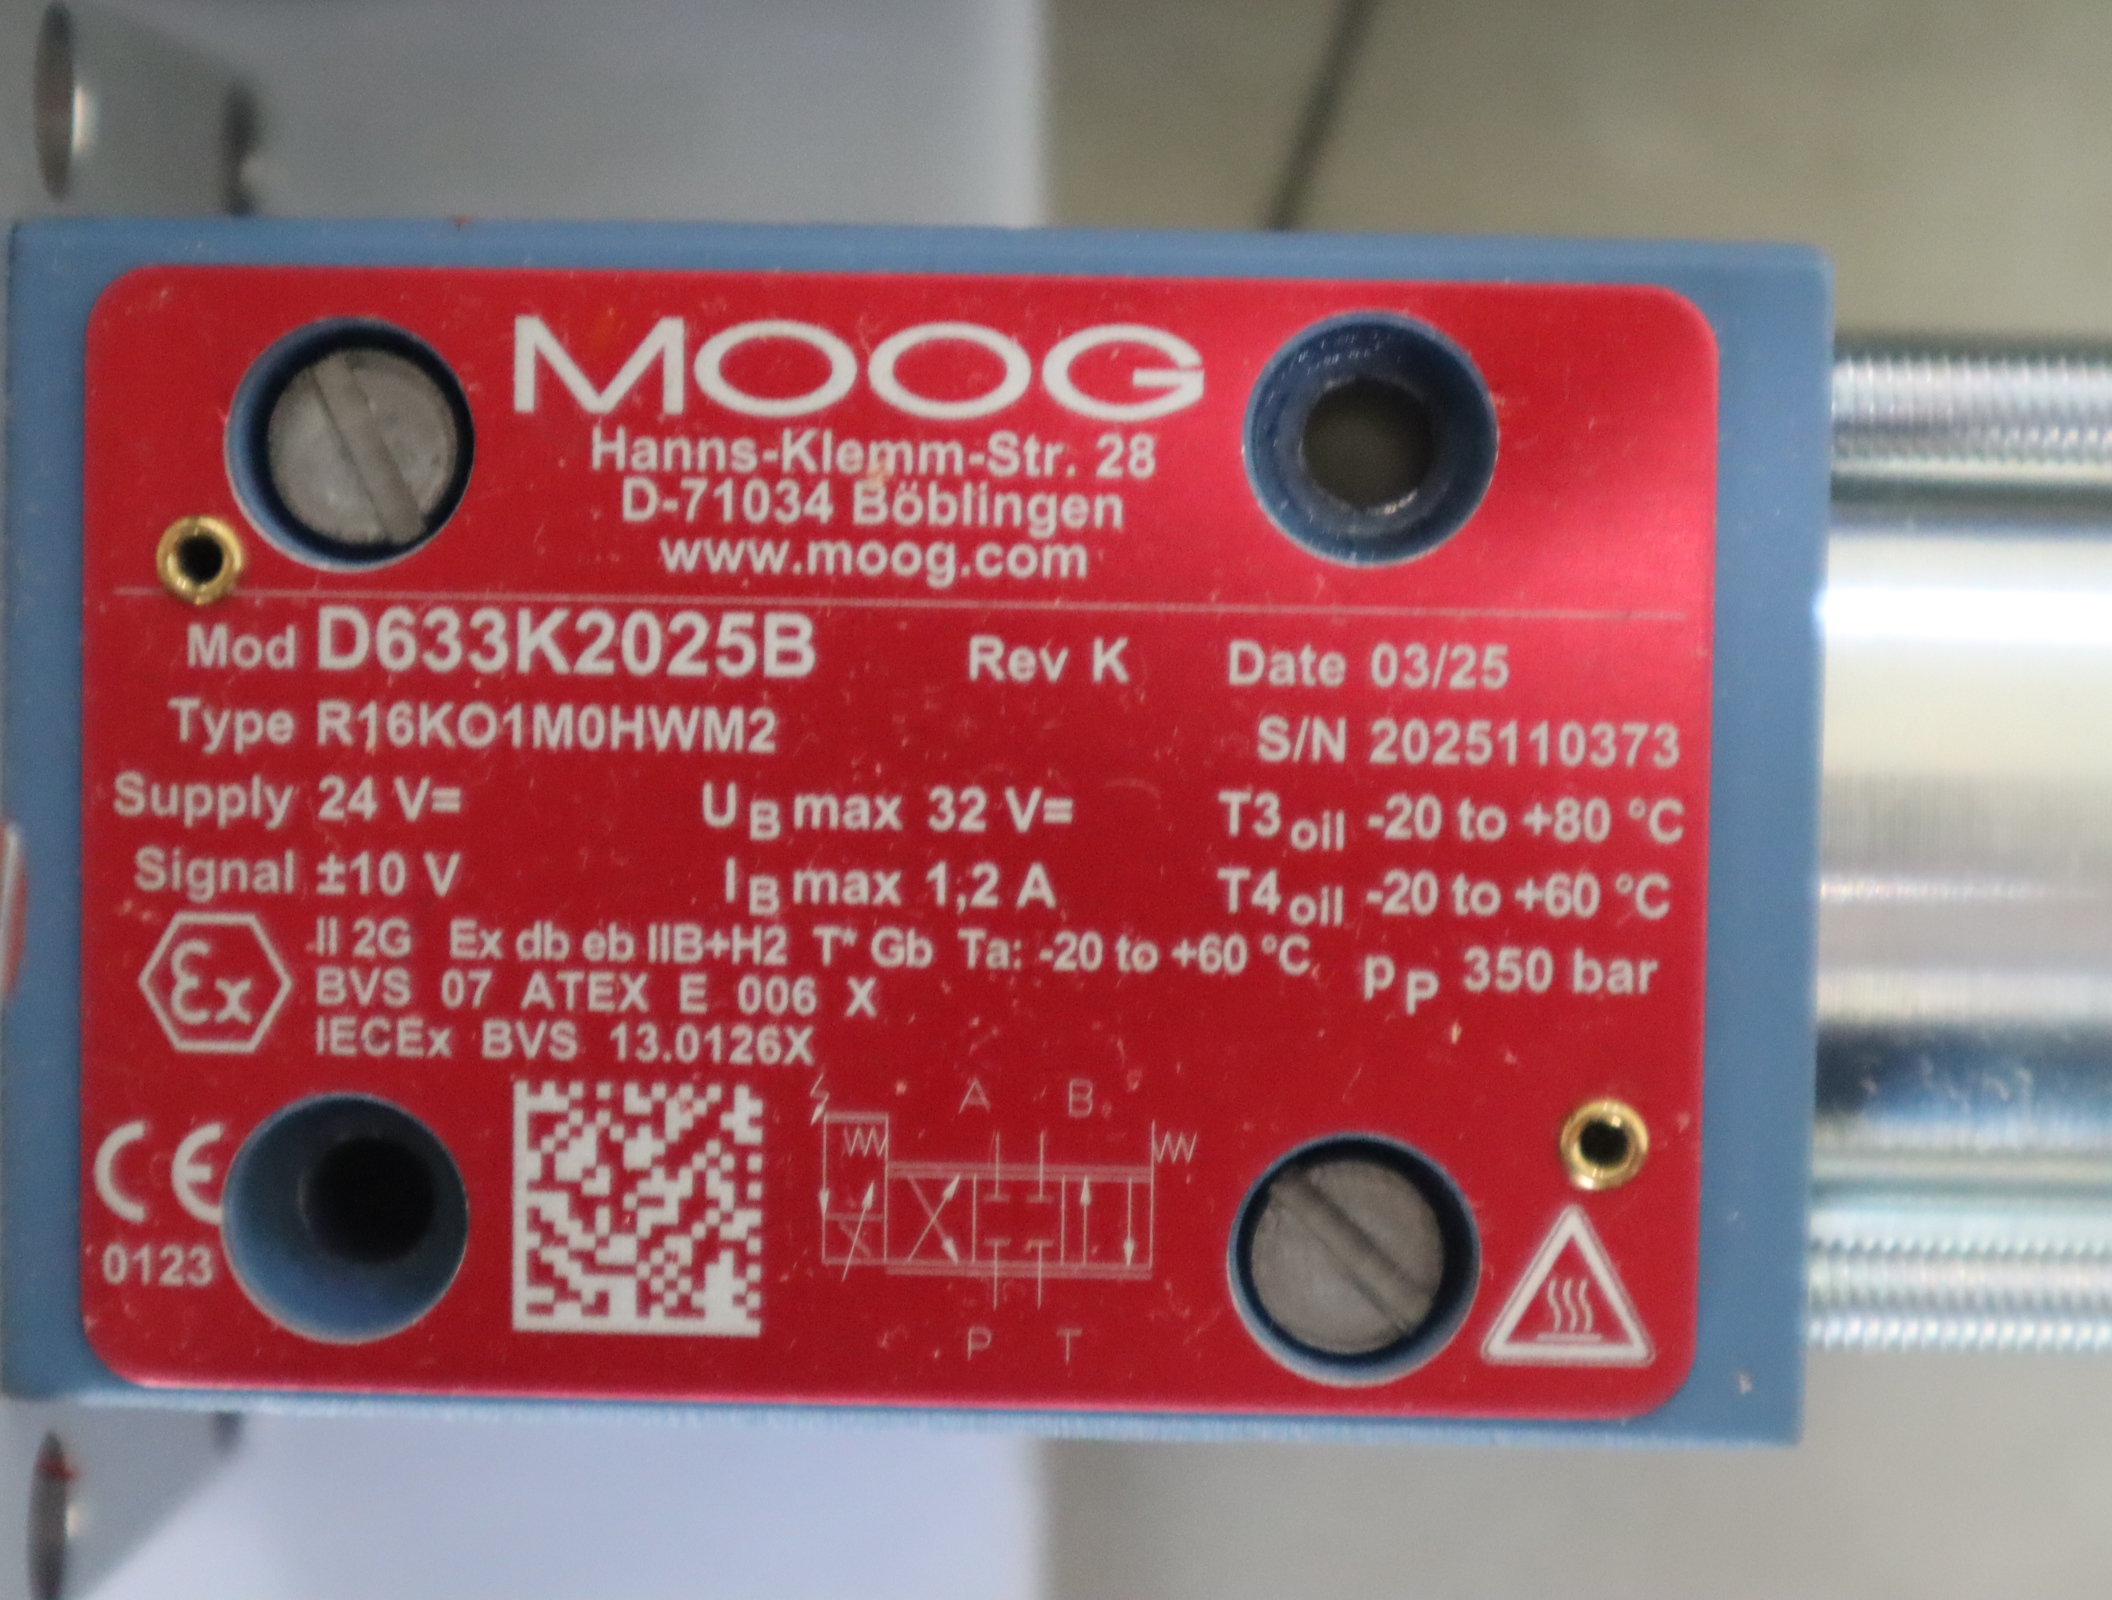 MOOG
Hanns-Klemm-Str. 28
D-71034 Böblingen
www.moog.com
Mod D633K2025B Rev K Date 03/25
Type R16KO1M0HWM2 S/N 2025110373
Supply 24 V= UB max 32 V= T3oil -20 to +80 °C
Signal ±10 V IB max 1,2 A T4oil -20 to +60 °C
Ex II 2G Ex db eb IIB+H2 T* Gb Ta: -20 to +60 °C pP 350 bar
BVS 07 ATEX E 006 X
IECEx BVS 13.0126X
A B
CE
0123
P T